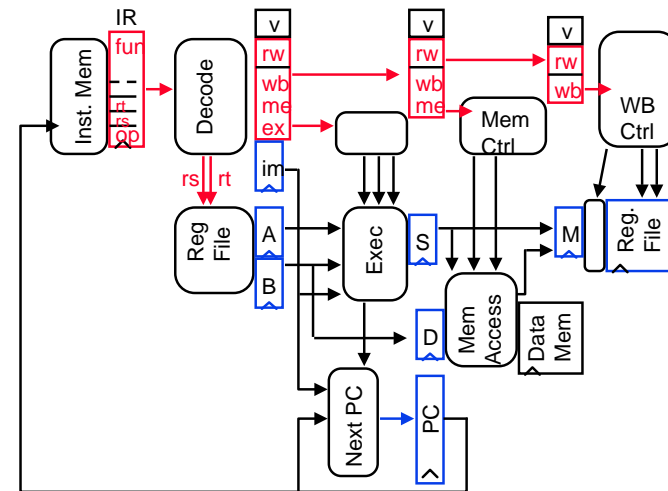 IR
v
v
v
fun
rt
rs
op
Inst. Mem
Decode
rw
wb
me
ex
im
rw
wb
me
rw
wb
WB
Ctrl
Mem
Ctrl
rs
rt
Reg
File
A
B
Exec
S
M
Reg.
File
D
Mem
Access
Data
Mem
Next PC
PC